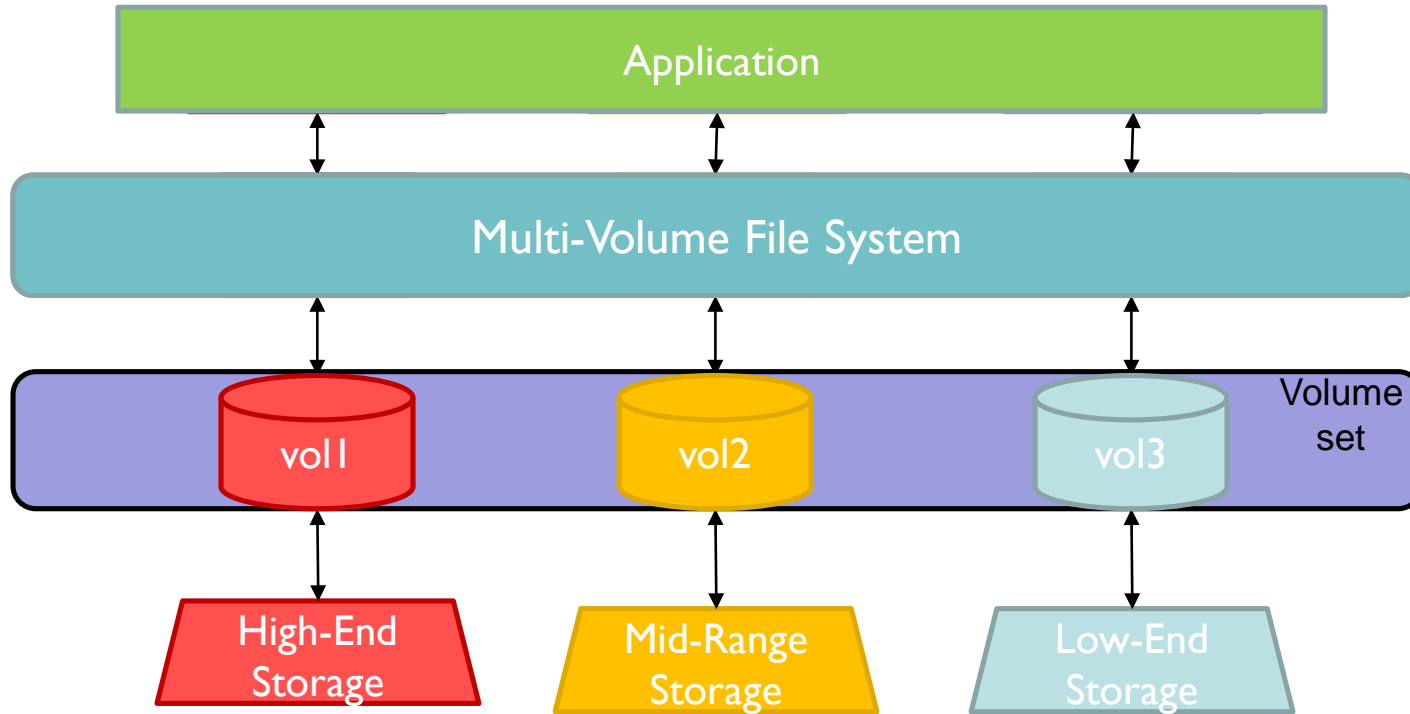 Application
Multi-Volume File System
Volume
set
vol1
vol2
vol3
High-End
Storage
Mid-Range
Storage
Low-End
Storage